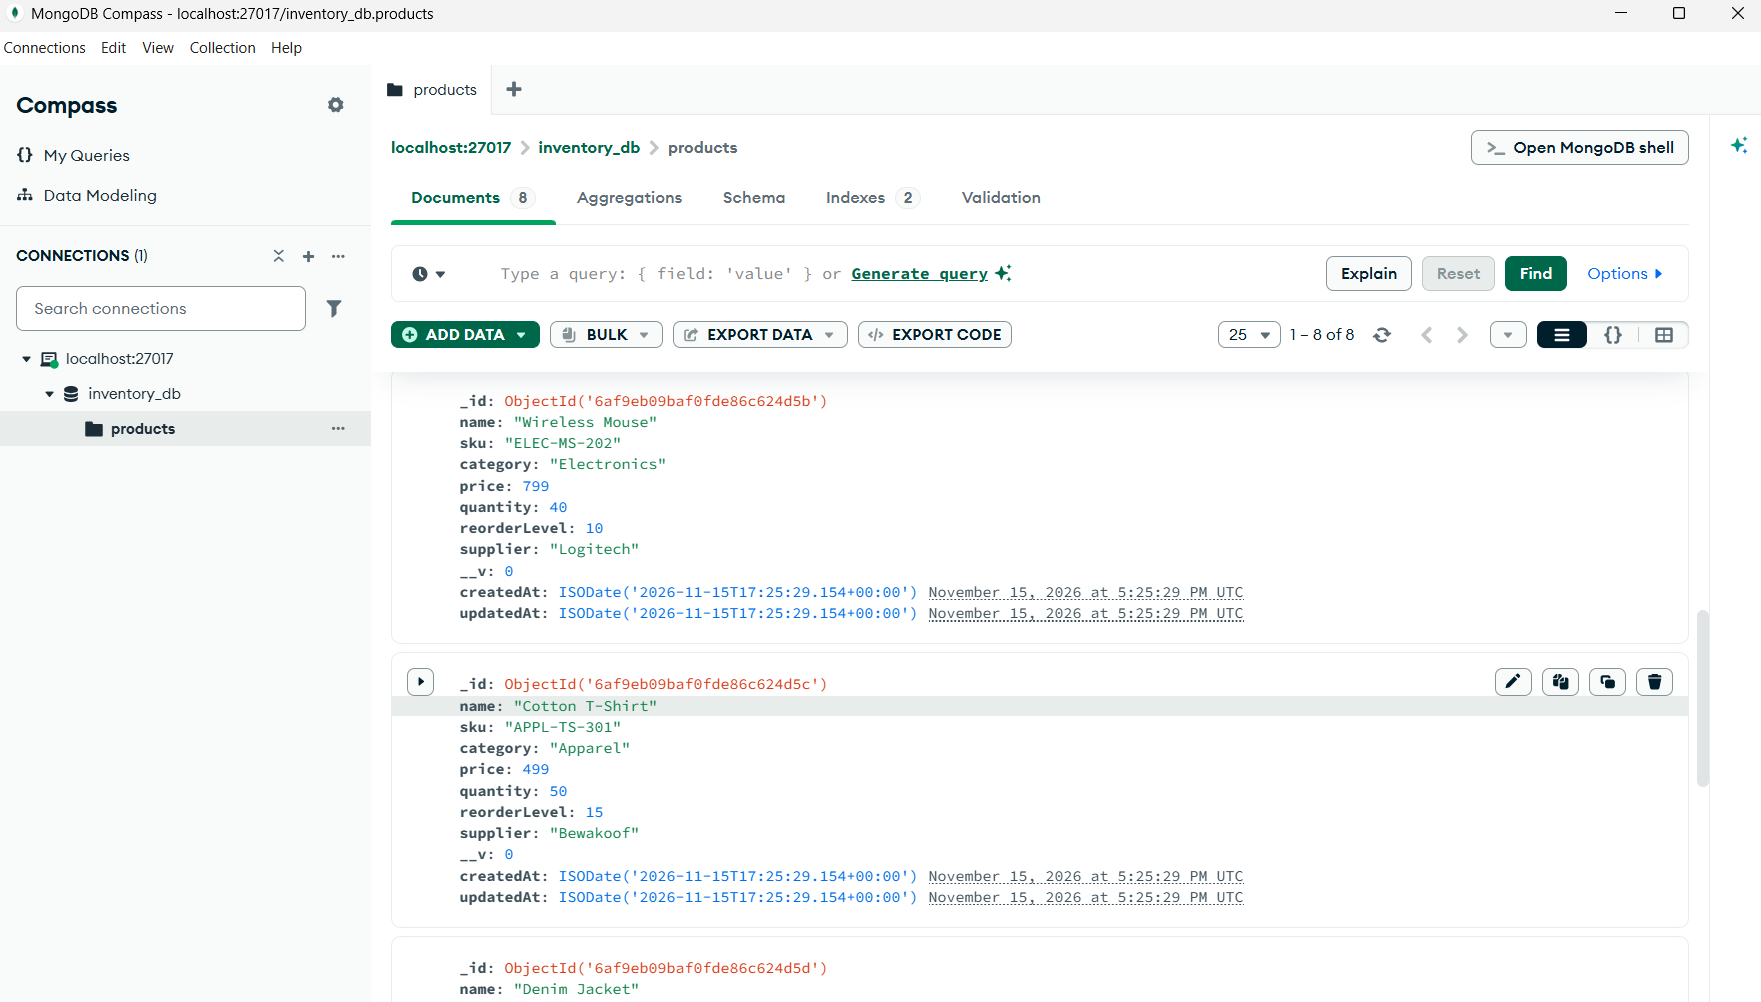 MongoDB Compass - localhost:27017/inventory_db.products
Connections Edit View Collection Help
Compass
My Queries
Data Modeling
CONNECTIONS (1)
Search connections
localhost:27017
inventory_db
products
products
localhost:27017 > inventory_db > products
>_ Open MongoDB shell
Documents 8 Aggregations Schema Indexes 2 Validation
Type a query: { field: 'value' } or Generate query
Explain Reset Find Options
ADD DATA BULK EXPORT DATA </> EXPORT CODE
25 1 – 8 of 8 {}
_id: ObjectId('6af9eb09baf0fde86c624d5b')
name: "Wireless Mouse"
sku: "ELEC-MS-202"
category: "Electronics"
price: 799
quantity: 40
reorderLevel: 10
supplier: "Logitech"
__v: 0
createdAt: ISODate('2026-11-15T17:25:29.154+00:00') November 15, 2026 at 5:25:29 PM UTC
updatedAt: ISODate('2026-11-15T17:25:29.154+00:00') November 15, 2026 at 5:25:29 PM UTC
_id: ObjectId('6af9eb09baf0fde86c624d5c')
name: "Cotton T-Shirt"
sku: "APPL-TS-301"
category: "Apparel"
price: 499
quantity: 50
reorderLevel: 15
supplier: "Bewakoof"
__v: 0
createdAt: ISODate('2026-11-15T17:25:29.154+00:00') November 15, 2026 at 5:25:29 PM UTC
updatedAt: ISODate('2026-11-15T17:25:29.154+00:00') November 15, 2026 at 5:25:29 PM UTC
_id: ObjectId('6af9eb09baf0fde86c624d5d')
name: "Denim Jacket"